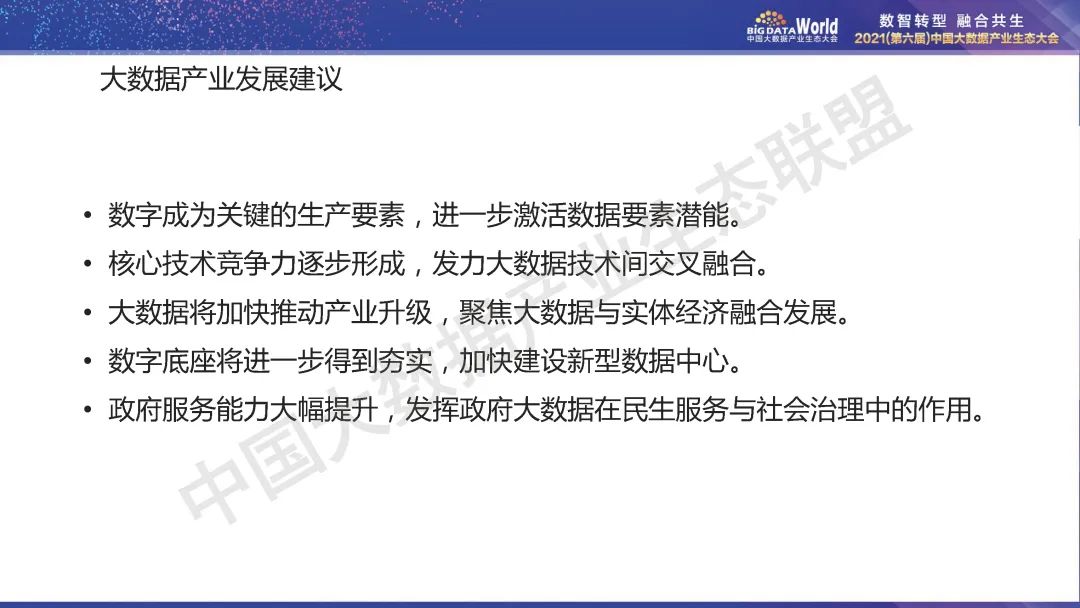 BIG DATA World
中国大数据产业生态大会
数智转型 融合共生
2021(第六届)中国大数据产业生态大会
大数据产业发展建议
• 数字成为关键的生产要素，进一步激活数据要素潜能。
• 核心技术竞争力逐步形成，发力大数据技术间交叉融合。
• 大数据将加快推动产业升级，聚焦大数据与实体经济融合发展。
• 数字底座将进一步得到夯实，加快建设新型数据中心。
• 政府服务能力大幅提升，发挥政府大数据在民生服务与社会治理中的作用。
中国大数据产业生态联盟